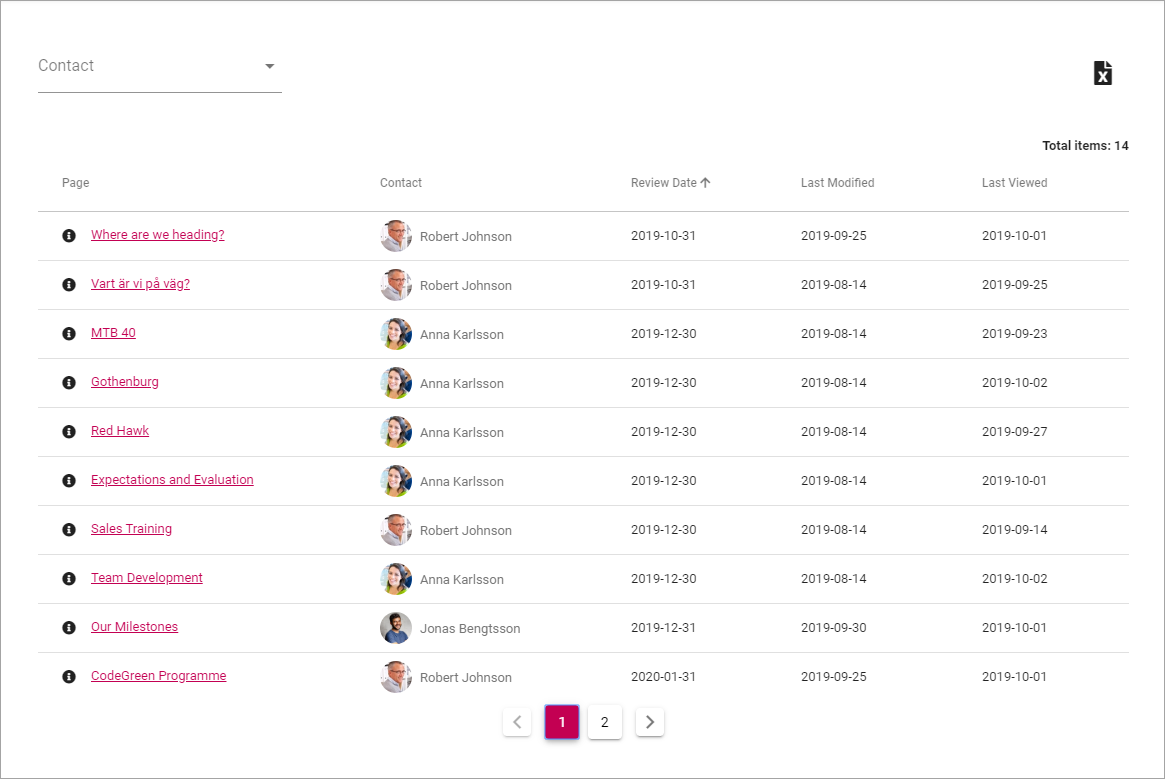 Contact
Total items: 14
Page Contact Review Date Last Modified Last Viewed
Where are we heading? Robert Johnson 2019-10-31 2019-09-25 2019-10-01
Vart är vi på väg? Robert Johnson 2019-10-31 2019-08-14 2019-09-25
MTB 40 Anna Karlsson 2019-12-30 2019-08-14 2019-09-23
Gothenburg Anna Karlsson 2019-12-30 2019-08-14 2019-10-02
Red Hawk Anna Karlsson 2019-12-30 2019-08-14 2019-09-27
Expectations and Evaluation Anna Karlsson 2019-12-30 2019-08-14 2019-10-01
Sales Training Robert Johnson 2019-12-30 2019-08-14 2019-09-14
Team Development Anna Karlsson 2019-12-30 2019-08-14 2019-10-02
Our Milestones Jonas Bengtsson 2019-12-31 2019-09-30 2019-10-01
CodeGreen Programme Robert Johnson 2020-01-31 2019-09-25 2019-10-01
1 2